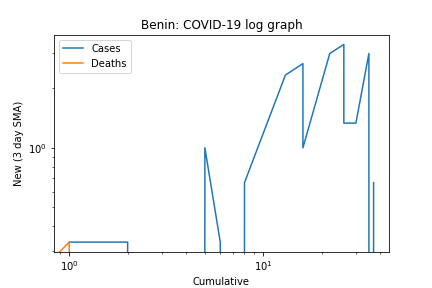 Benin: COVID-19 log graph
Cases
Deaths
New (3 day SMA)
10⁰
10⁰
10¹
Cumulative